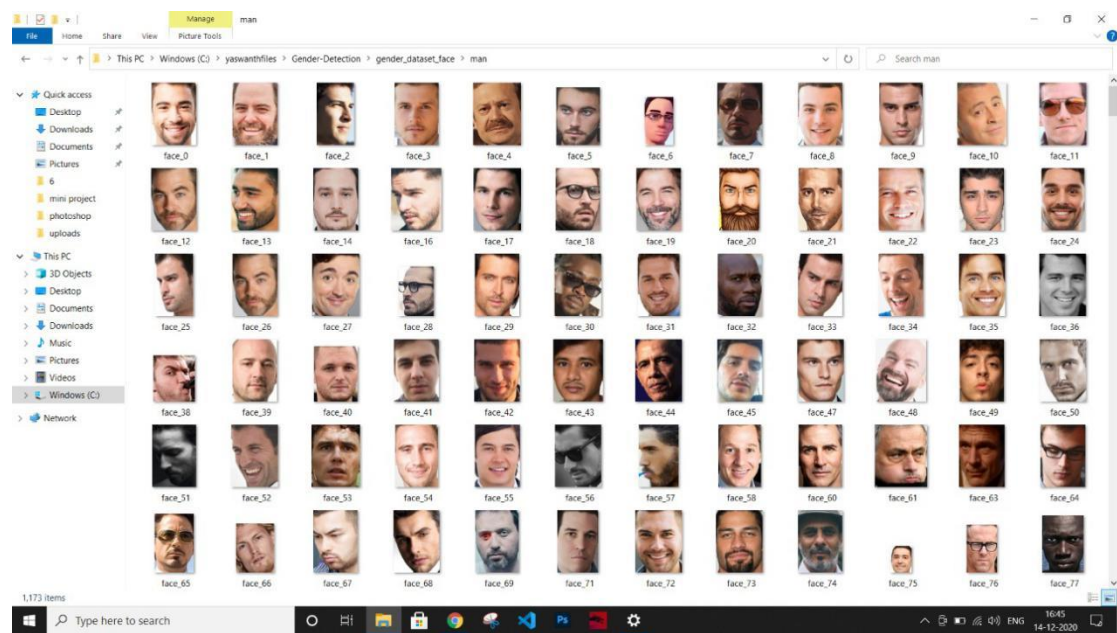 Manage
man
File
Home
Share
View
Picture Tools
This PC > Windows (C:) > yaswanthfiles > Gender-Detection > gender_dataset_face > man
Search man
Quick access
Desktop
Downloads
Documents
Pictures
6
mini project
photoshop
uploads
This PC
3D Objects
Desktop
Documents
Downloads
Music
Pictures
Videos
Windows (C:)
Network
face_0 face_1 face_2 face_3 face_4 face_5 face_6 face_7 face_8 face_9 face_10 face_11
face_12 face_13 face_14 face_16 face_17 face_18 face_19 face_20 face_21 face_22 face_23 face_24
face_25 face_26 face_27 face_28 face_29 face_30 face_31 face_32 face_33 face_34 face_35 face_36
face_38 face_39 face_40 face_41 face_42 face_43 face_44 face_45 face_47 face_48 face_49 face_50
face_51 face_52 face_53 face_54 face_55 face_56 face_57 face_58 face_60 face_61 face_63 face_64
face_65 face_66 face_67 face_68 face_69 face_71 face_72 face_73 face_74 face_75 face_76 face_77
1,173 items
Type here to search
Ps
ENG
16:45
14-12-2020